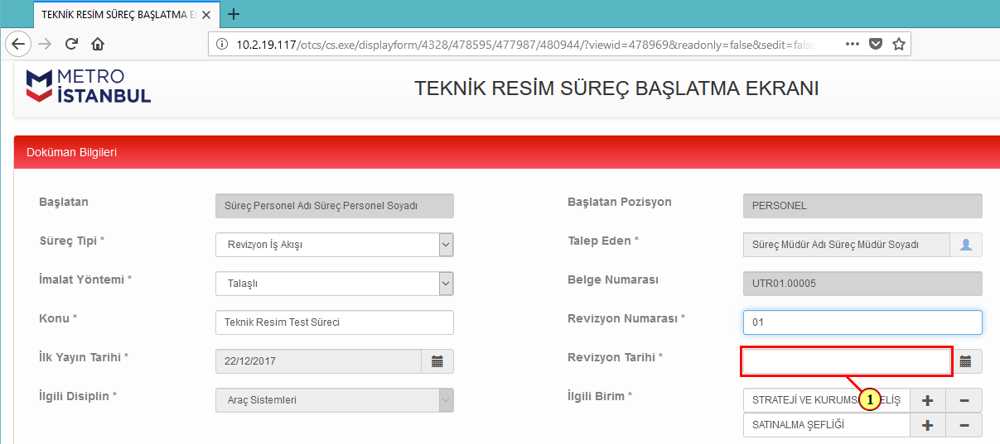 TEKNİK RESİM SÜREÇ BAŞLATMA E
10.2.19.117/otcs/cs.exe/displayform/4328/478595/477987/480944/?viewid=478969&readonly=false&sedit=false
METRO
İSTANBUL
TEKNİK RESİM SÜREÇ BAŞLATMA EKRANI
Doküman Bilgileri
Başlatan
Süreç Personel Adı Süreç Personel Soyadı
Başlatan Pozisyon
PERSONEL
Süreç Tipi *
Revizyon İş Akışı
Talep Eden *
Süreç Müdür Adı Süreç Müdür Soyadı
İmalat Yöntemi *
Talaşlı
Belge Numarası
UTR01.00005
Konu *
Teknik Resim Test Süreci
Revizyon Numarası *
01
İlk Yayın Tarihi *
22/12/2017
Revizyon Tarihi *
İlgili Disiplin *
Araç Sistemleri
İlgili Birim *
STRATEJİ VE KURUMSA ELİŞ
1
SATINALMA ŞEFLİĞİ